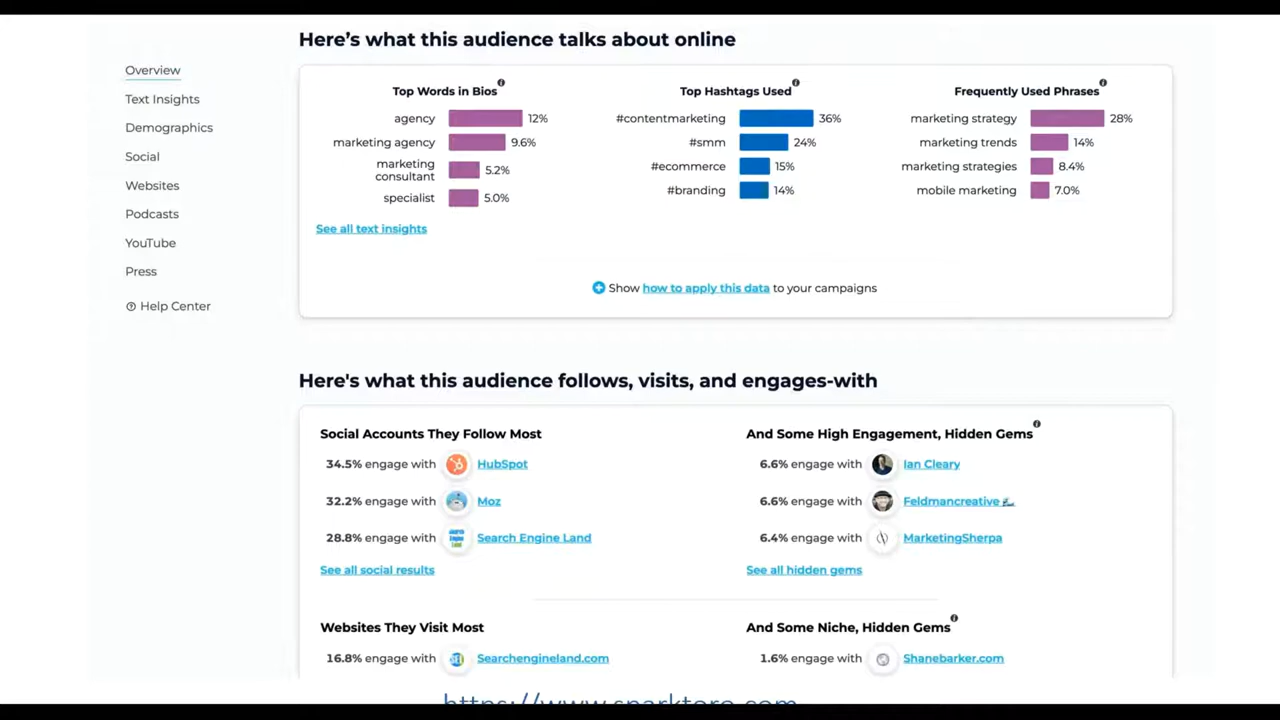 Here's what this audience talks about online
Overview
Text Insights
Demographics
Social
Websites
Podcasts
YouTube
Press
Help Center
Top Words in Bios
agency 12%
marketing agency 9.6%
marketing
consultant 5.2%
specialist 5.0%
See all text insights
Top Hashtags Used
#contentmarketing 36%
#smm 24%
#ecommerce 15%
#branding 14%
Frequently Used Phrases
marketing strategy 28%
marketing trends 14%
marketing strategies 8.4%
mobile marketing 7.0%
Show how to apply this data to your campaigns
Here's what this audience follows, visits, and engages-with
Social Accounts They Follow Most
34.5% engage with HubSpot
32.2% engage with Moz
28.8% engage with Search Engine Land
See all social results
And Some High Engagement, Hidden Gems
6.6% engage with Ian Cleary
6.6% engage with Feldmancreative
6.4% engage with MarketingSherpa
See all hidden gems
Websites They Visit Most
16.8% engage with Searchengineland.com
And Some Niche, Hidden Gems
1.6% engage with Shanebarker.com
https://www.sparktoro.com